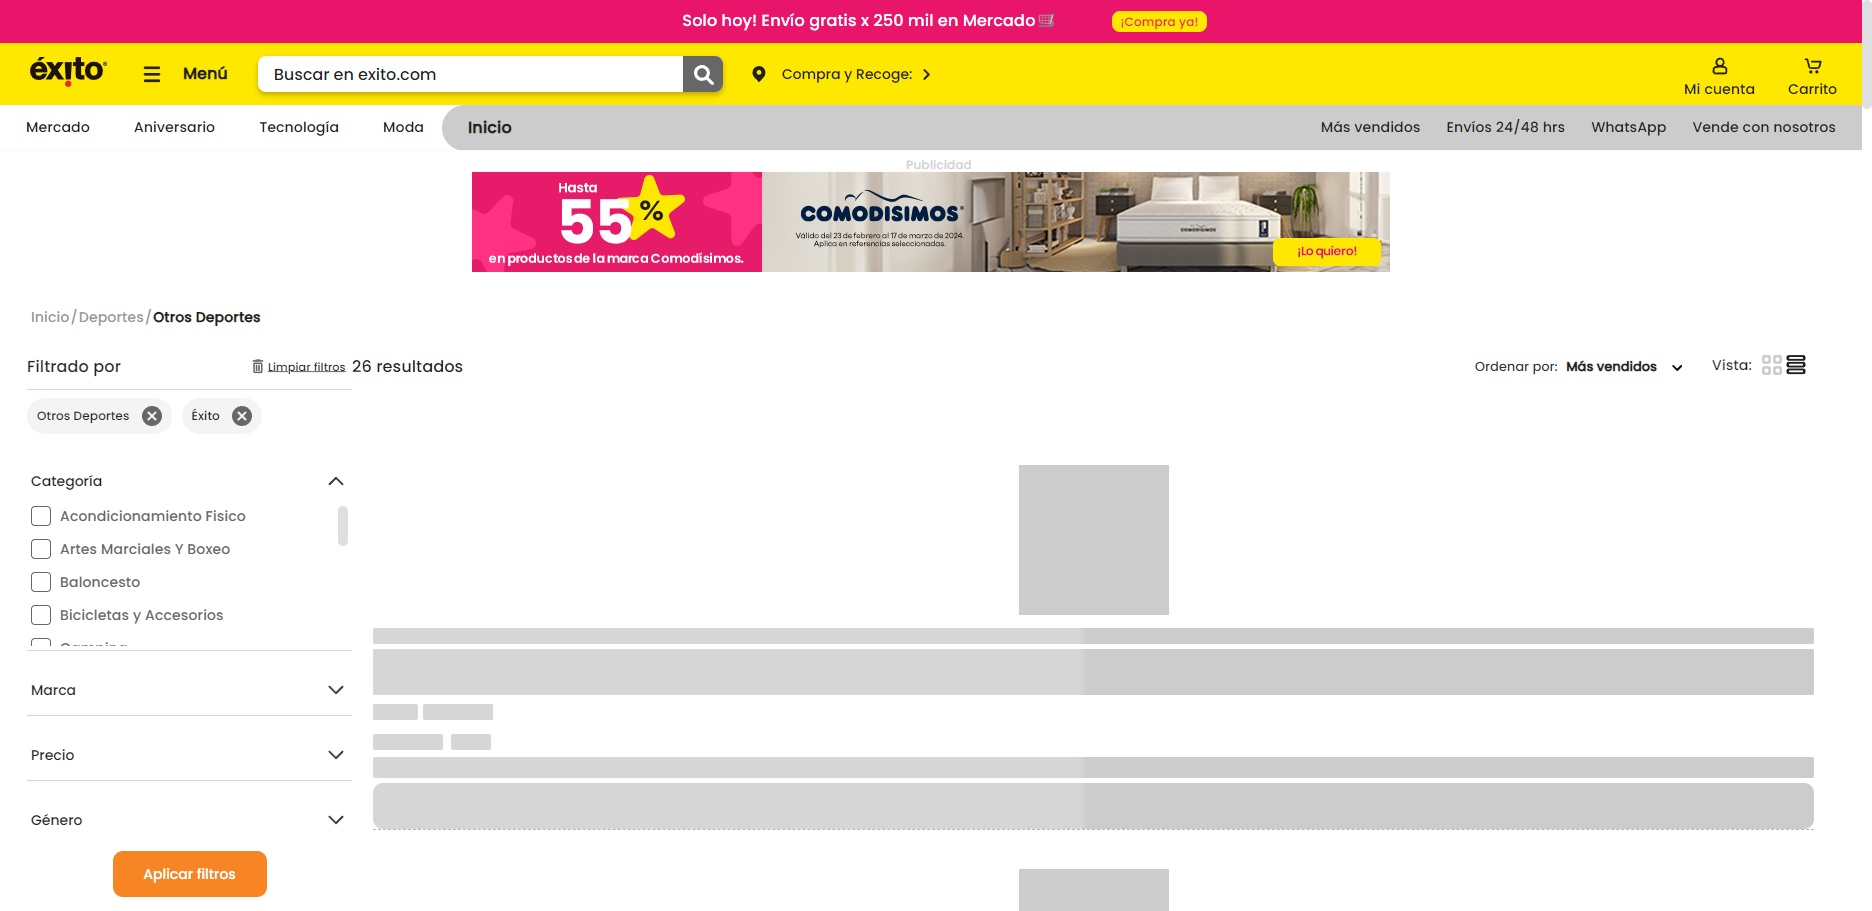 Solo hoy! Envío gratis x 250 mil en Mercado
¡Compra ya!
éxito
Menú
Buscar en exito.com
Compra y Recoge:
Mi cuenta
Carrito
Mercado
Aniversario
Tecnología
Moda
Inicio
Más vendidos
Envíos 24/48 hrs
WhatsApp
Vende con nosotros
Publicidad
Hasta
55%
en productos de la marca Comodísimos.
COMODISIMOS
Válido del 23 de febrero al 17 de marzo de 2024.
Aplica en referencias seleccionadas.
COMODISIMOS
¡Lo quiero!
Inicio/Deportes/Otros Deportes
Filtrado por
Limpiar filtros
26 resultados
Ordenar por: Más vendidos
Vista:
Otros Deportes
Éxito
Categoría
Acondicionamiento Fisico
Artes Marciales Y Boxeo
Baloncesto
Bicicletas y Accesorios
Camping
Marca
Precio
Género
Aplicar filtros